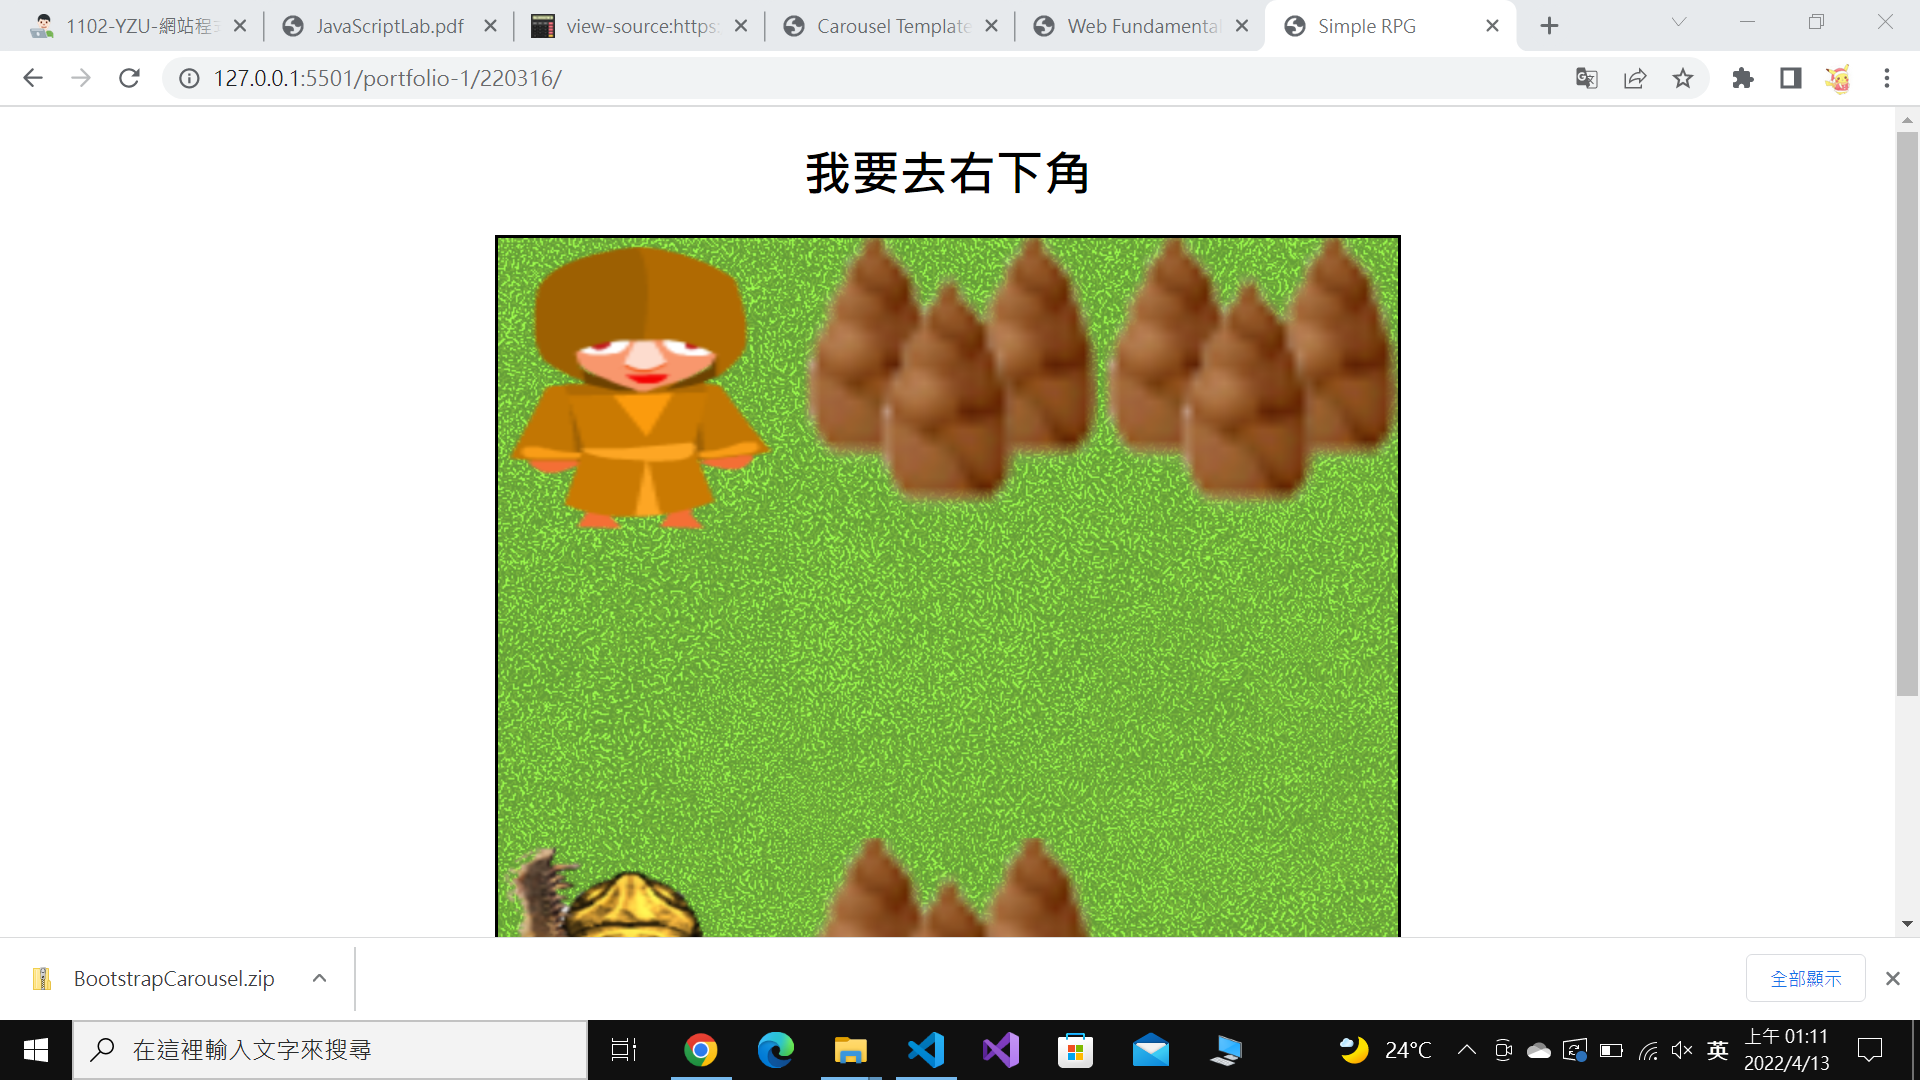 1102-YZU-網站程
JavaScriptLab.pdf
view-source:https:
Carousel Template
Web Fundamental
Simple RPG
127.0.0.1:5501/portfolio-1/220316/
我要去右下角
BootstrapCarousel.zip
全部顯示
在這裡輸入文字來搜尋
24°C
英
上午 01:11
2022/4/13